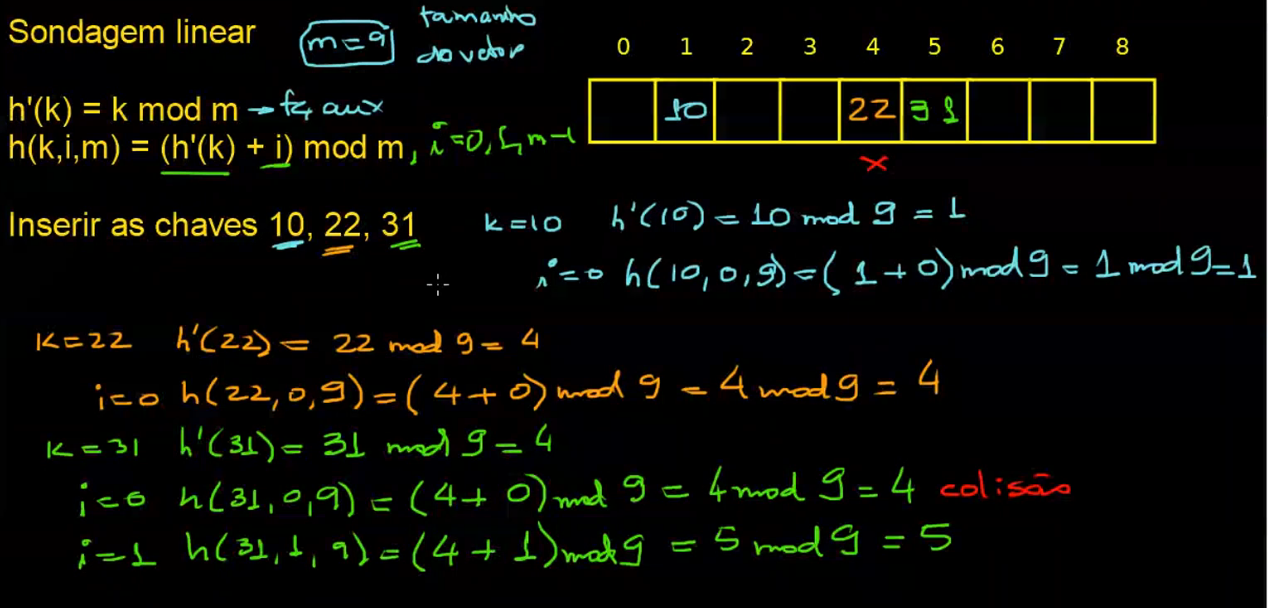 Sondagem linear
m=9 tamanho do vetor
h'(k) = k mod m → fç aux
h(k,i,m) = (h'(k) + i) mod m, i=0, 1, m-1
0 1 2 3 4 5 6 7 8
10 22 31
x
Inserir as chaves 10, 22, 31
k=10 h'(10) = 10 mod 9 = 1
i=0 h(10,0,9)=(1+0)mod 9 = 1 mod 9=1
k=22 h'(22) = 22 mod 9 = 4
i=0 h(22,0,9)=(4+0) mod 9 = 4 mod 9 = 4
k=31 h'(31)= 31 mod 9=4
i=0 h(31,0,9) = (4+0) mod 9 = 4 mod 9 = 4 colisão
i=1 h(31,1,9)=(4+1)mod 9 = 5 mod 9 = 5